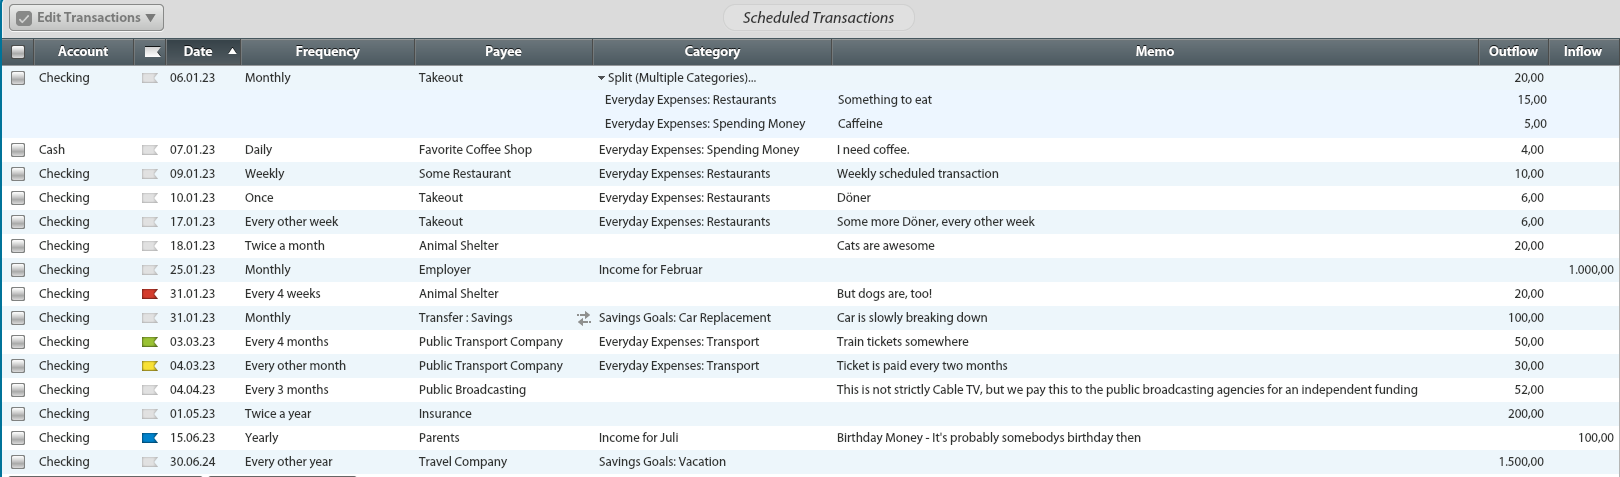 Edit Transactions
Scheduled Transactions
Account Date Frequency Payee Category Memo Outflow Inflow
Checking 06.01.23 Monthly Takeout Split (Multiple Categories)... 20,00
Everyday Expenses: Restaurants Something to eat 15,00
Everyday Expenses: Spending Money Caffeine 5,00
Cash 07.01.23 Daily Favorite Coffee Shop Everyday Expenses: Spending Money I need coffee. 4,00
Checking 09.01.23 Weekly Some Restaurant Everyday Expenses: Restaurants Weekly scheduled transaction 10,00
Checking 10.01.23 Once Takeout Everyday Expenses: Restaurants Döner 6,00
Checking 17.01.23 Every other week Takeout Everyday Expenses: Restaurants Some more Döner, every other week 6,00
Checking 18.01.23 Twice a month Animal Shelter Cats are awesome 20,00
Checking 25.01.23 Monthly Employer Income for Februar 1.000,00
Checking 31.01.23 Every 4 weeks Animal Shelter But dogs are, too! 20,00
Checking 31.01.23 Monthly Transfer : Savings Savings Goals: Car Replacement Car is slowly breaking down 100,00
Checking 03.03.23 Every 4 months Public Transport Company Everyday Expenses: Transport Train tickets somewhere 50,00
Checking 04.03.23 Every other month Public Transport Company Everyday Expenses: Transport Ticket is paid every two months 30,00
Checking 04.04.23 Every 3 months Public Broadcasting This is not strictly Cable TV, but we pay this to the public broadcasting agencies for an independent funding 52,00
Checking 01.05.23 Twice a year Insurance 200,00
Checking 15.06.23 Yearly Parents Income for Juli Birthday Money - It's probably somebodys birthday then 100,00
Checking 30.06.24 Every other year Travel Company Savings Goals: Vacation 1.500,00